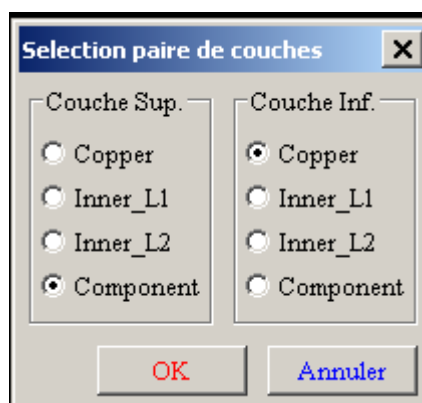 Selection paire de couches
Couche Sup.
Copper
Inner_L1
Inner_L2
Component
Couche Inf.
Copper
Inner_L1
Inner_L2
Component
OK
Annuler